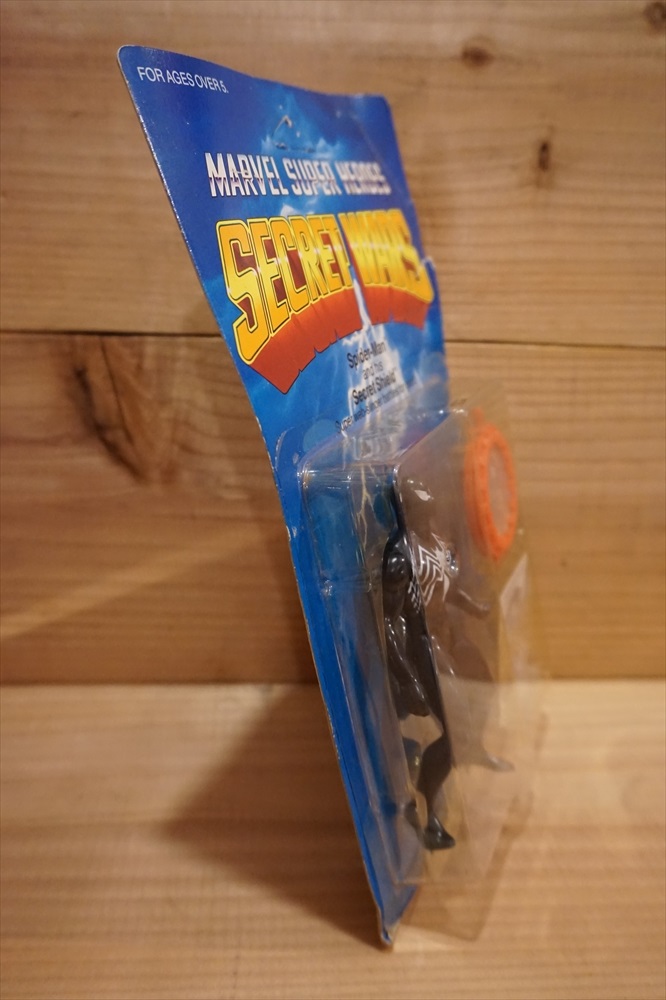 FOR AGES OVER 5.
MARVEL SUPER HEROES
SECRET WARS
Spider-Man
and his
Secret Shield